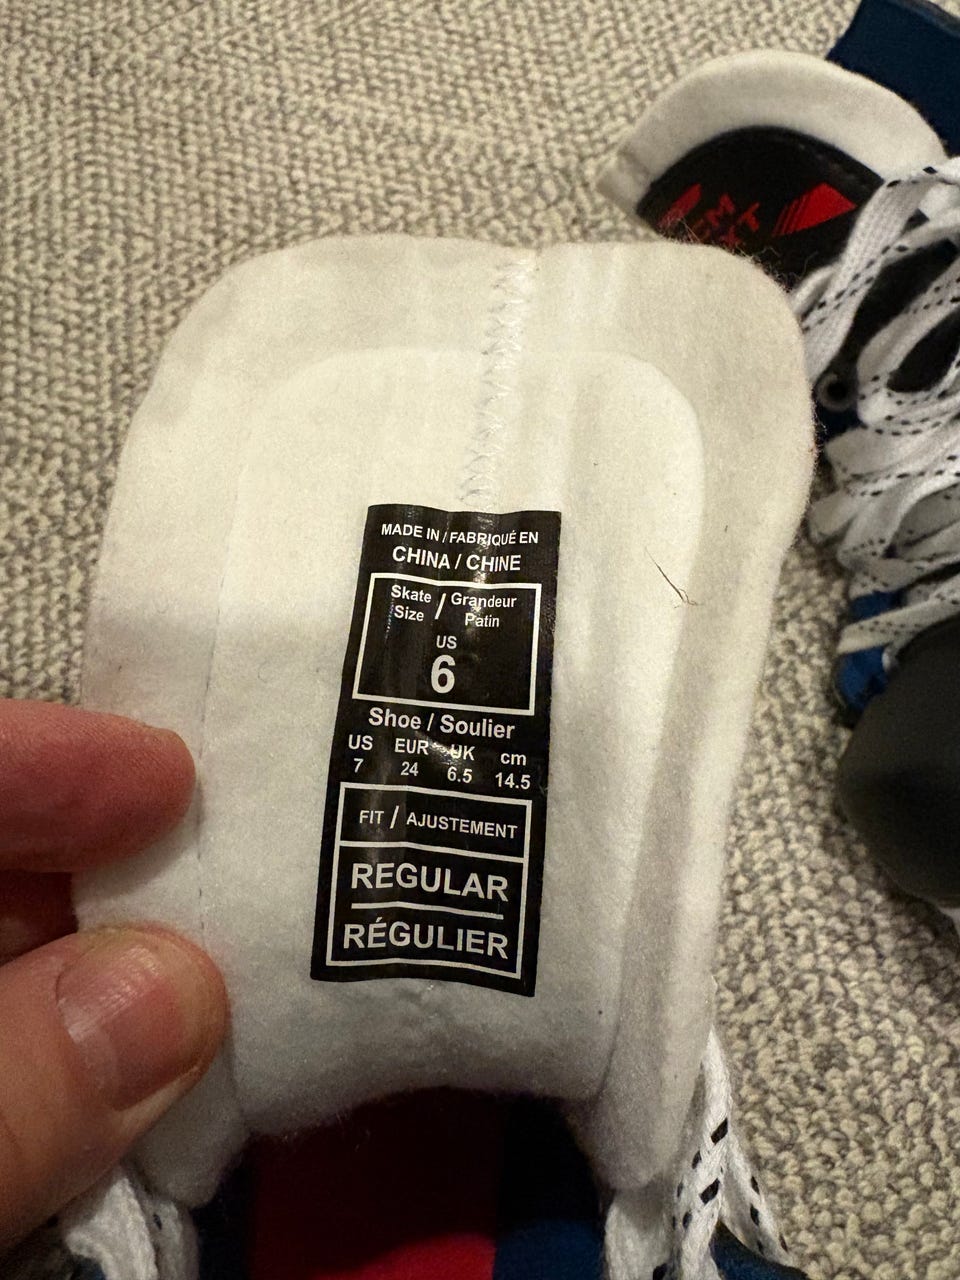 MADE IN / FABRIQUÉ EN
CHINA / CHINE
Skate / Grandeur
Size Patin
US
6
Shoe / Soulier
US EUR UK cm
7 24 6.5 14.5
FIT / AJUSTEMENT
REGULAR
RÉGULIER